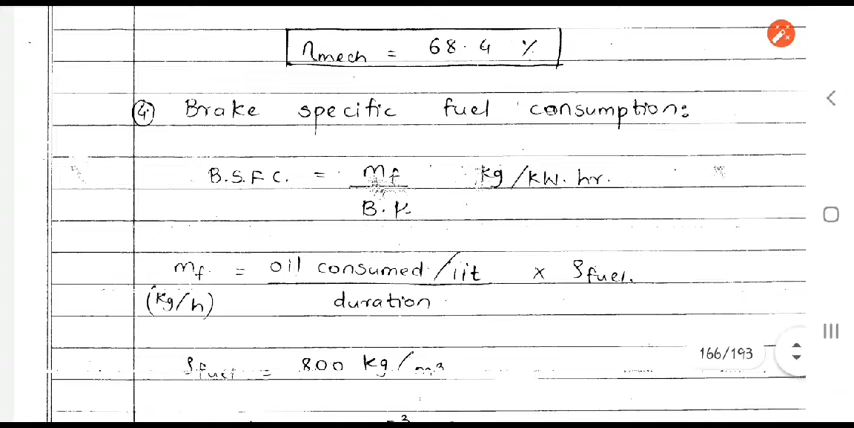 ηmech = 68.4 %
④ Brake specific fuel consumption:
B.S.F.C. = mf / B.P. kg/kW.hr.
mf = oil consumed/lit × ρfuel.
(kg/h) duration
ρfuel = 800 kg/m³
166/193